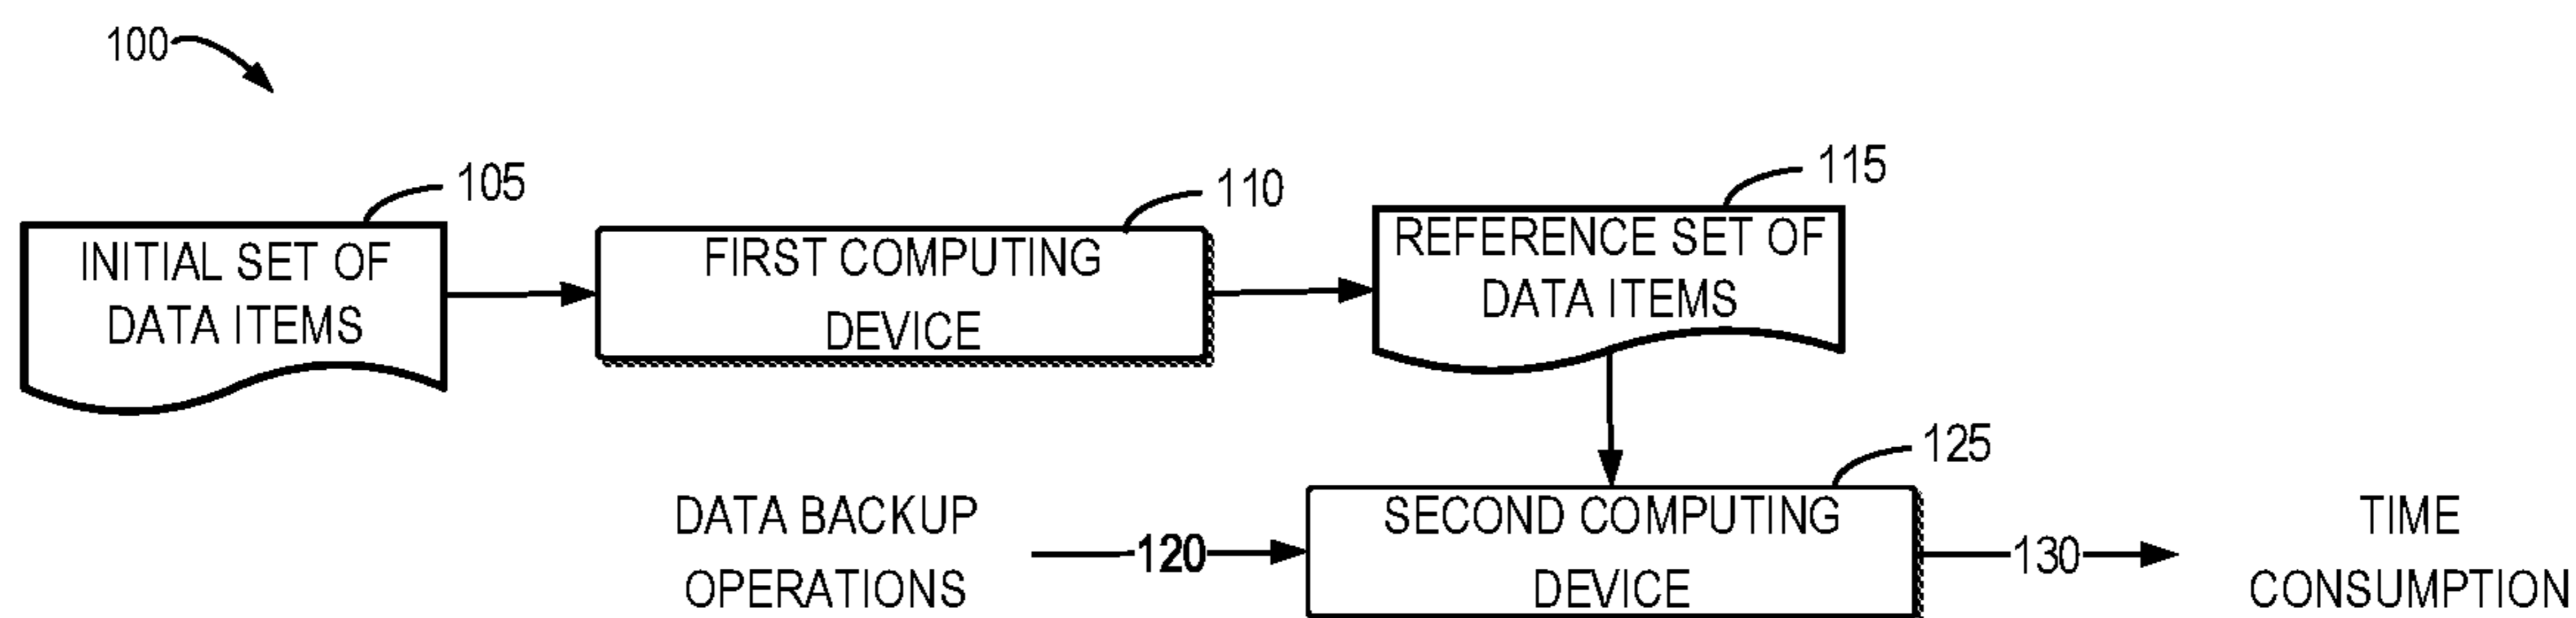 100
105
INITIAL SET OF
DATA ITEMS
110
FIRST COMPUTING
DEVICE
115
REFERENCE SET OF
DATA ITEMS
DATA BACKUP
OPERATIONS
120
125
SECOND COMPUTING
DEVICE
130
TIME
CONSUMPTION